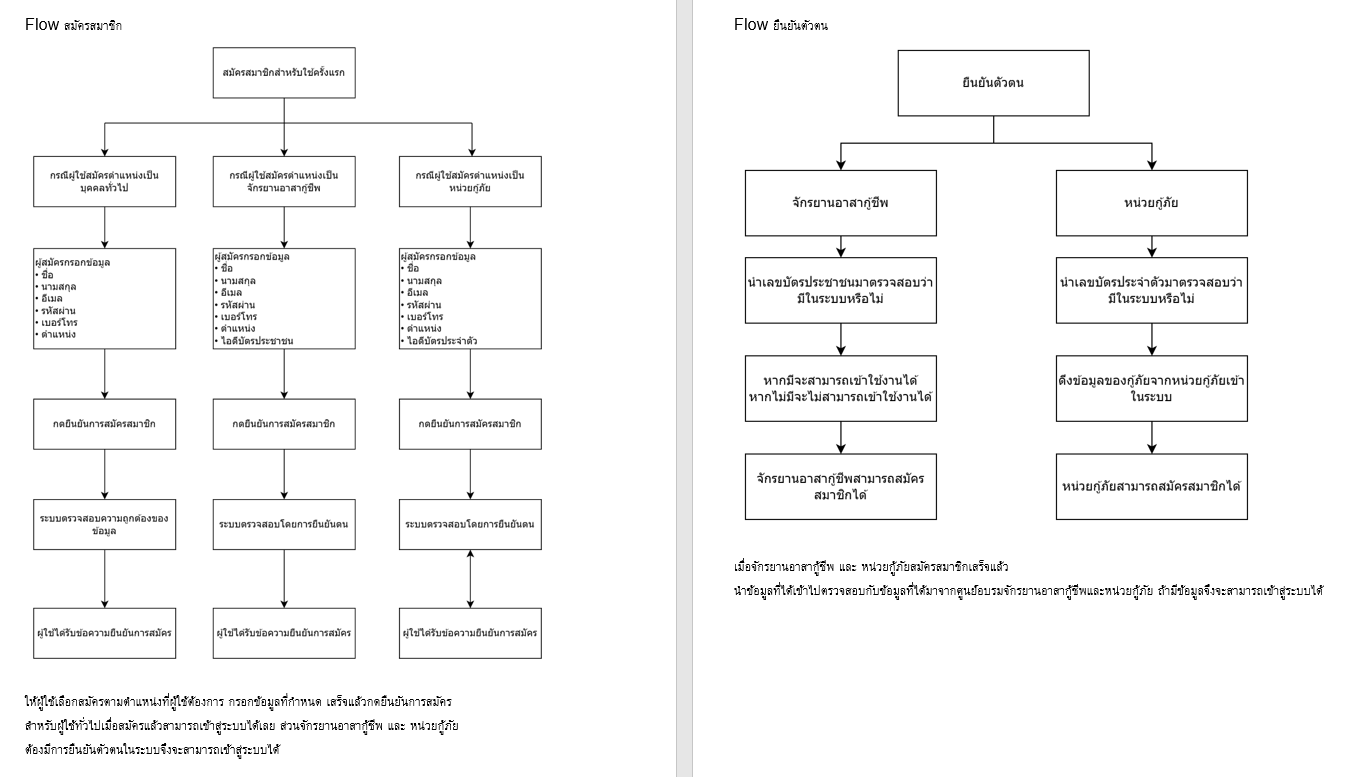 Flow สมัครสมาชิก
สมัครสมาชิกสำหรับใช้ครั้งแรก
กรณีผู้ใช้สมัครตำแหน่งเป็น
บุคคลทั่วไป
กรณีผู้ใช้สมัครตำแหน่งเป็น
จักรยานอาสากู้ชีพ
กรณีผู้ใช้สมัครตำแหน่งเป็น
หน่วยกู้ภัย
ผู้สมัครกรอกข้อมูล
• ชื่อ
• นามสกุล
• อีเมล
• รหัสผ่าน
• เบอร์โทร
• ตำแหน่ง
ผู้สมัครกรอกข้อมูล
• ชื่อ
• นามสกุล
• อีเมล
• รหัสผ่าน
• เบอร์โทร
• ตำแหน่ง
• ไอดีบัตรประชาชน
ผู้สมัครกรอกข้อมูล
• ชื่อ
• นามสกุล
• อีเมล
• รหัสผ่าน
• เบอร์โทร
• ตำแหน่ง
• ไอดีบัตรประจำตัว
กดยืนยันการสมัครสมาชิก
กดยืนยันการสมัครสมาชิก
กดยืนยันการสมัครสมาชิก
ระบบตรวจสอบความถูกต้องของ
ข้อมูล
ระบบตรวจสอบโดยการยืนยันตน
ระบบตรวจสอบโดยการยืนยันตน
ผู้ใช้ได้รับข้อความยืนยันการสมัคร
ผู้ใช้ได้รับข้อความยืนยันการสมัคร
ผู้ใช้ได้รับข้อความยืนยันการสมัคร
ให้ผู้ใช้เลือกสมัครตามตำแหน่งที่ผู้ใช้ต้องการ กรอกข้อมูลที่กำหนด เสร็จแล้วกดยืนยันการสมัคร
สำหรับผู้ใช้ทั่วไปเมื่อสมัครแล้วสามารถเข้าสู่ระบบได้เลย ส่วนจักรยานอาสากู้ชีพ และ หน่วยกู้ภัย
ต้องมีการยืนยันตัวตนในระบบจึงจะสามารถเข้าสู่ระบบได้
Flow ยืนยันตัวตน
ยืนยันตัวตน
จักรยานอาสากู้ชีพ
หน่วยกู้ภัย
นำเลขบัตรประชาชนมาตรวจสอบว่า
มีในระบบหรือไม่
นำเลขบัตรประจำตัวมาตรวจสอบว่า
มีในระบบหรือไม่
หากมีจะสามารถเข้าใช้งานได้
หากไม่มีจะไม่สามารถเข้าใช้งานได้
ดึงข้อมูลของกู้ภัยจากหน่วยกู้ภัยเข้า
ในระบบ
จักรยานอาสากู้ชีพสามารถสมัคร
สมาชิกได้
หน่วยกู้ภัยสามารถสมัครสมาชิกได้
เมื่อจักรยานอาสากู้ชีพ และ หน่วยกู้ภัยสมัครสมาชิกเสร็จแล้ว
นำข้อมูลที่ได้เข้าไปตรวจสอบกับข้อมูลที่ได้มาจากศูนย์อบรมจักรยานอาสากู้ชีพและหน่วยกู้ภัย ถ้ามีข้อมูลจึงจะสามารถเข้าสู่ระบบได้